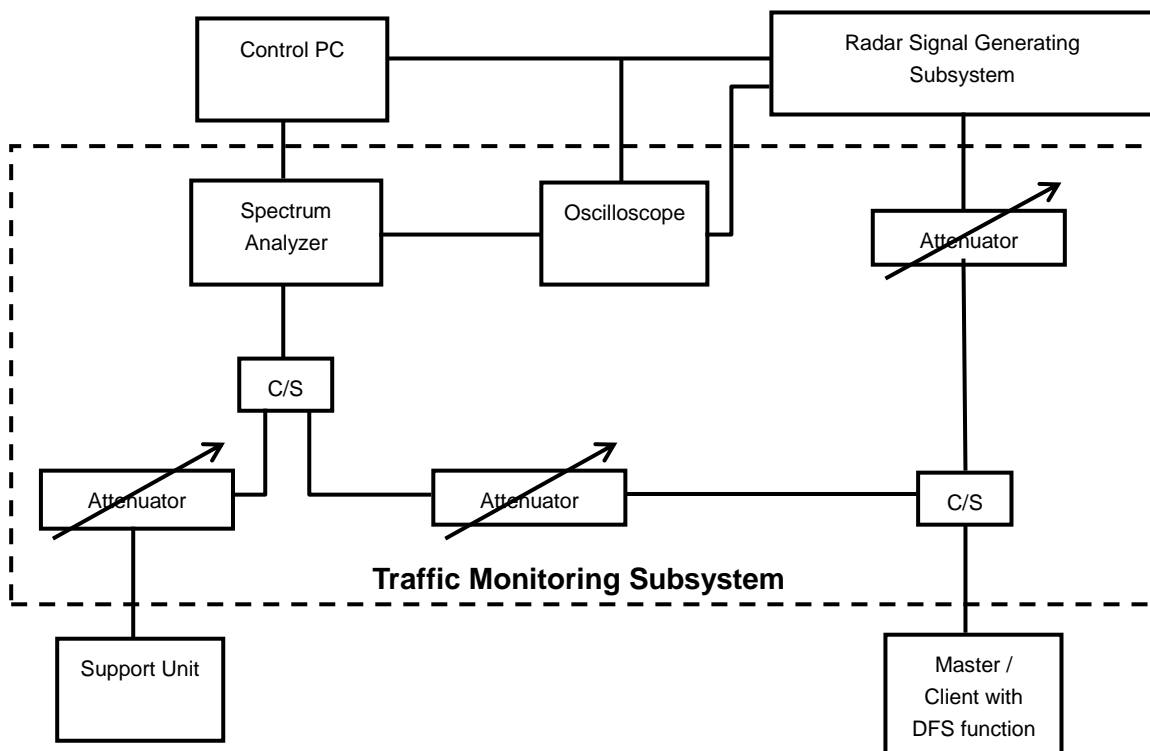 Control PC
Radar Signal Generating
Subsystem
Spectrum
Analyzer
Oscilloscope
Attenuator
C/S
Attenuator
Attenuator
C/S
Traffic Monitoring Subsystem
Support Unit
Master /
Client with
DFS function